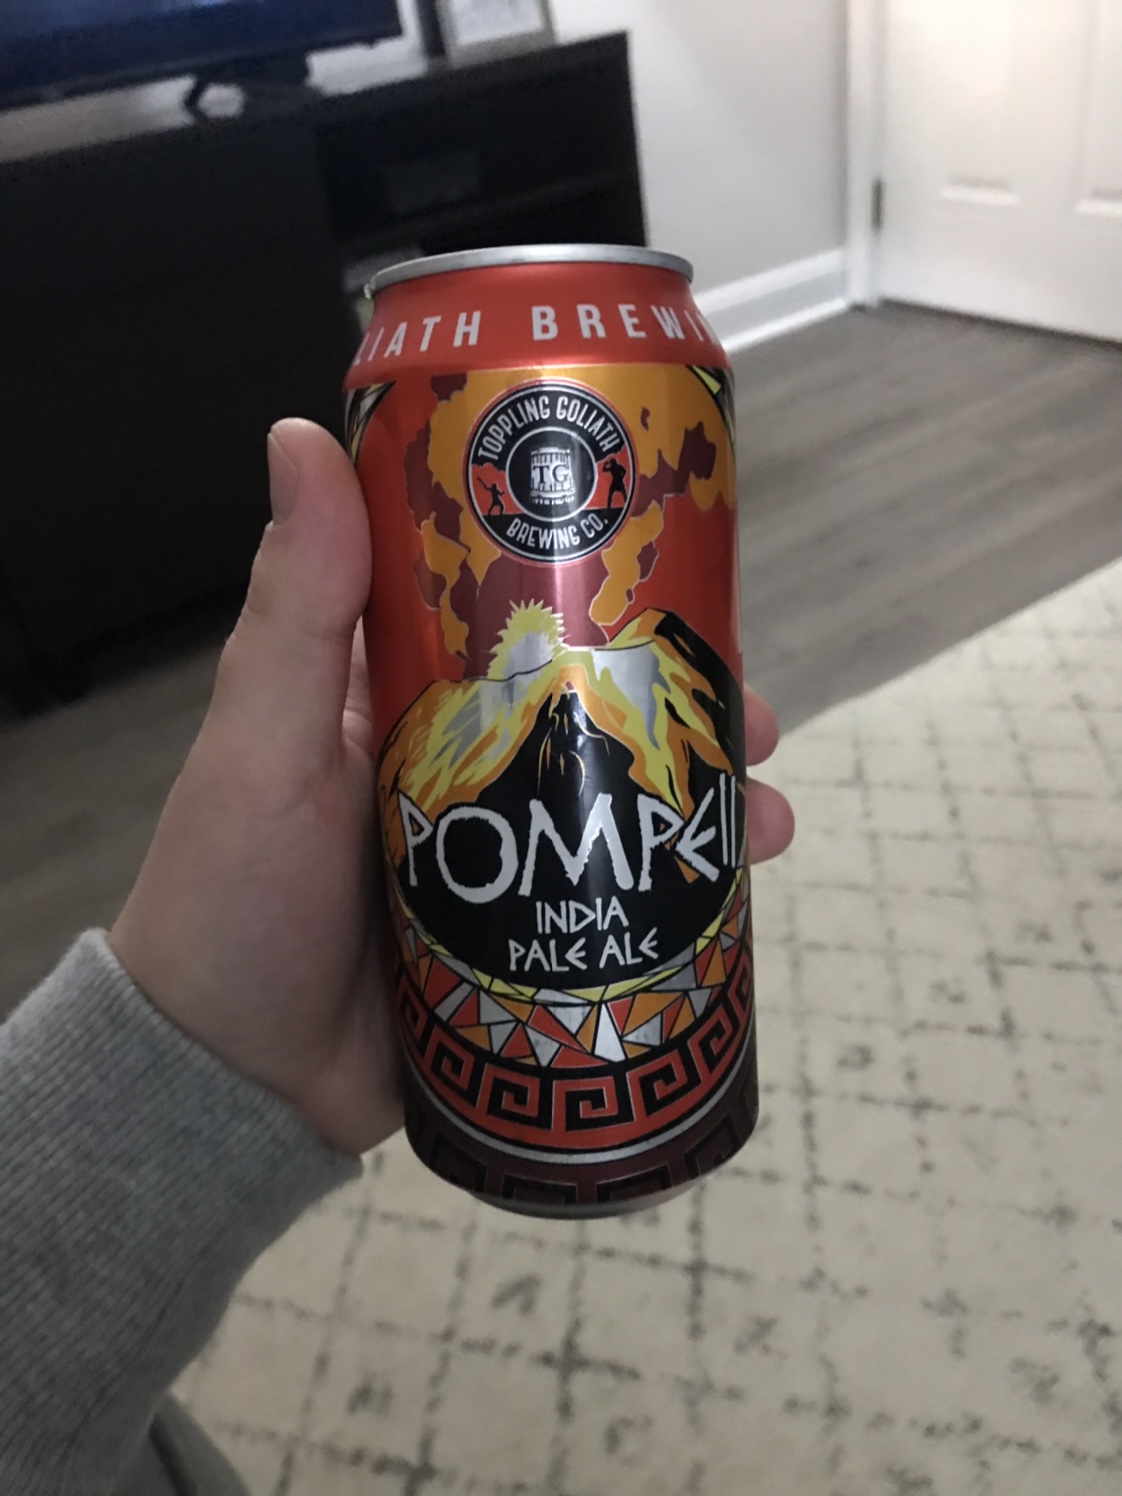 LIATH BREWI
TOPPLING GOLIATH
TG
BREWING CO.
POMPEII
INDIA
PALE ALE